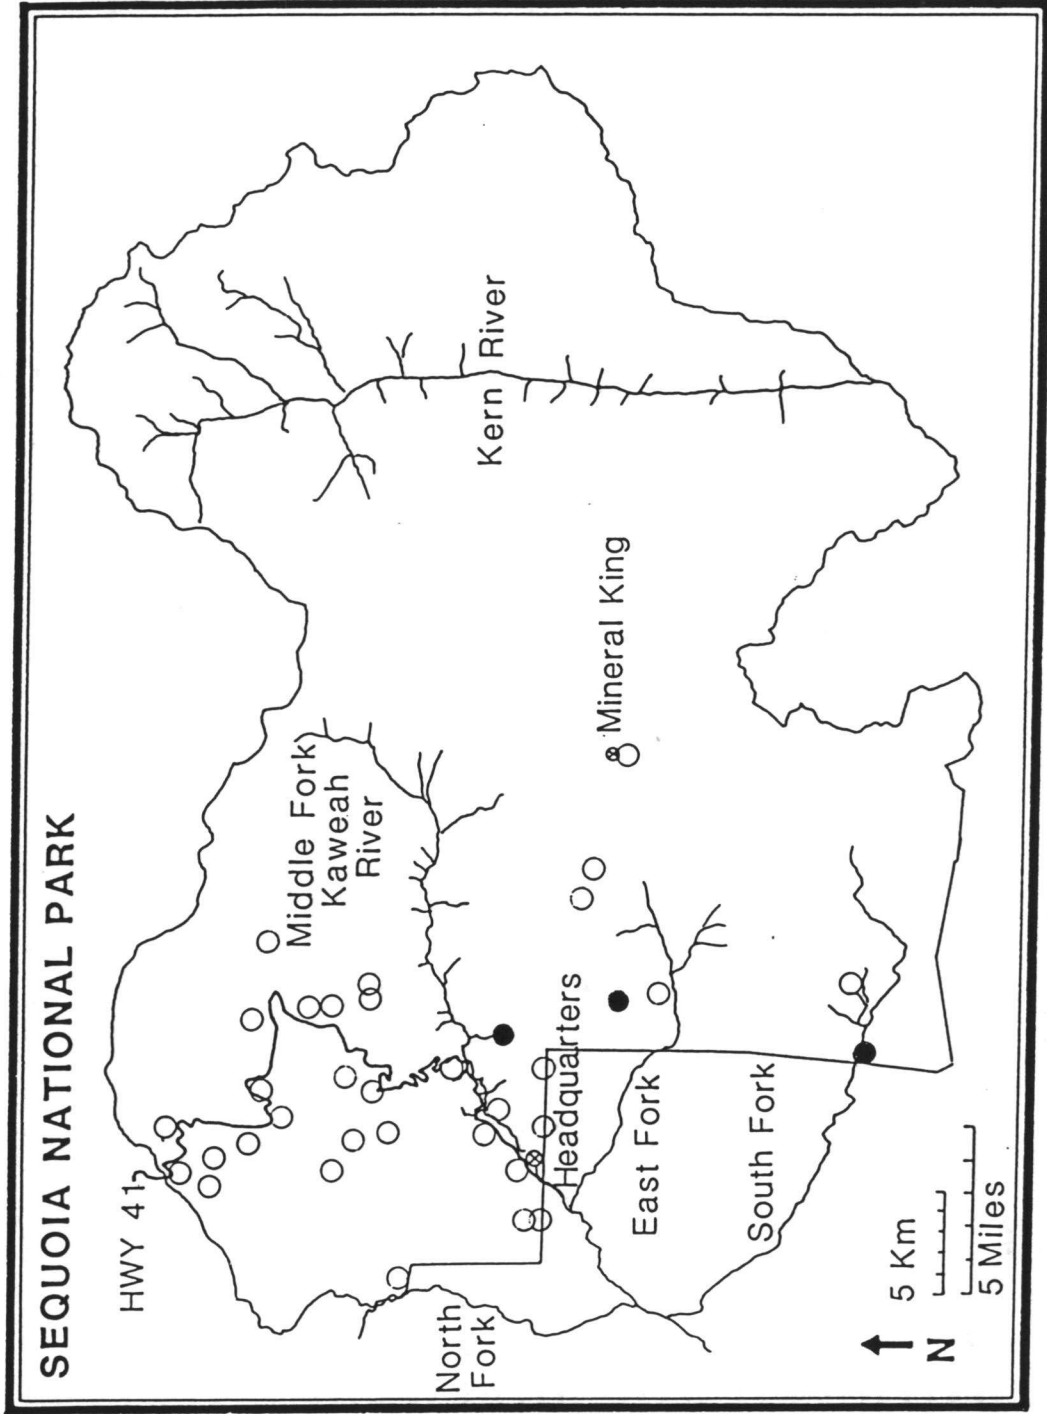 SEQUOIA NATIONAL PARK
HWY 41
Middle Fork
Kaweah
River
Kern River
Mineral King
Headquarters
North
Fork
East Fork
South Fork
5 Km
5 Miles
N